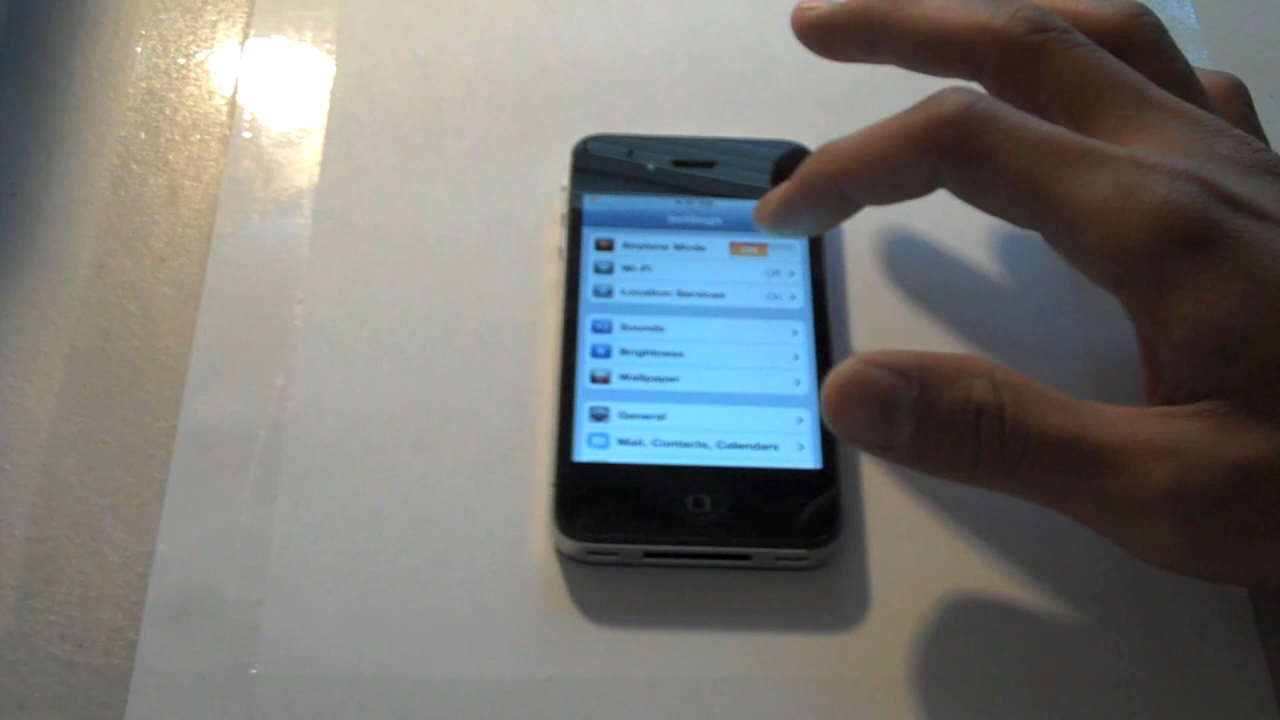 Settings
Airplane Mode ON
Wi-Fi Off
Location Services On
Sounds
Brightness
Wallpaper
General
Mail, Contacts, Calendars